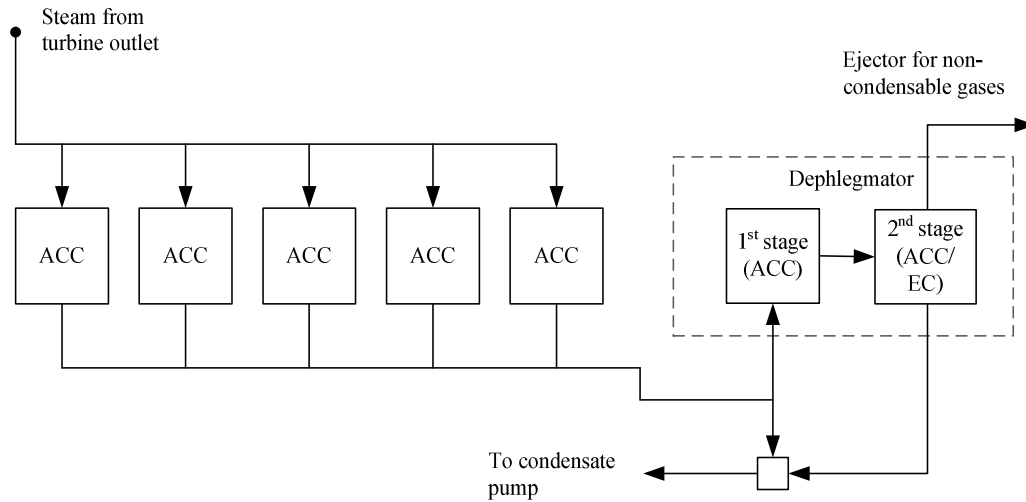 Steam from
turbine outlet
Ejector for non-
condensable gases
Dephlegmator
ACC
ACC
ACC
ACC
ACC
1st stage
(ACC)
2nd stage
(ACC/
EC)
To condensate
pump